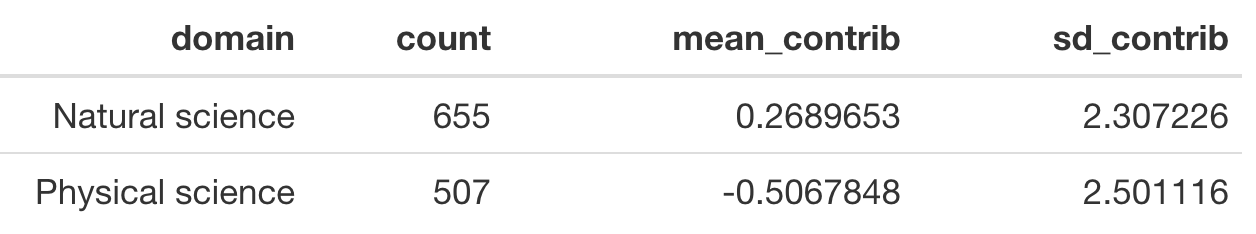 domain count mean_contrib sd_contrib
Natural science 655 0.2689653 2.307226
Physical science 507 -0.5067848 2.501116